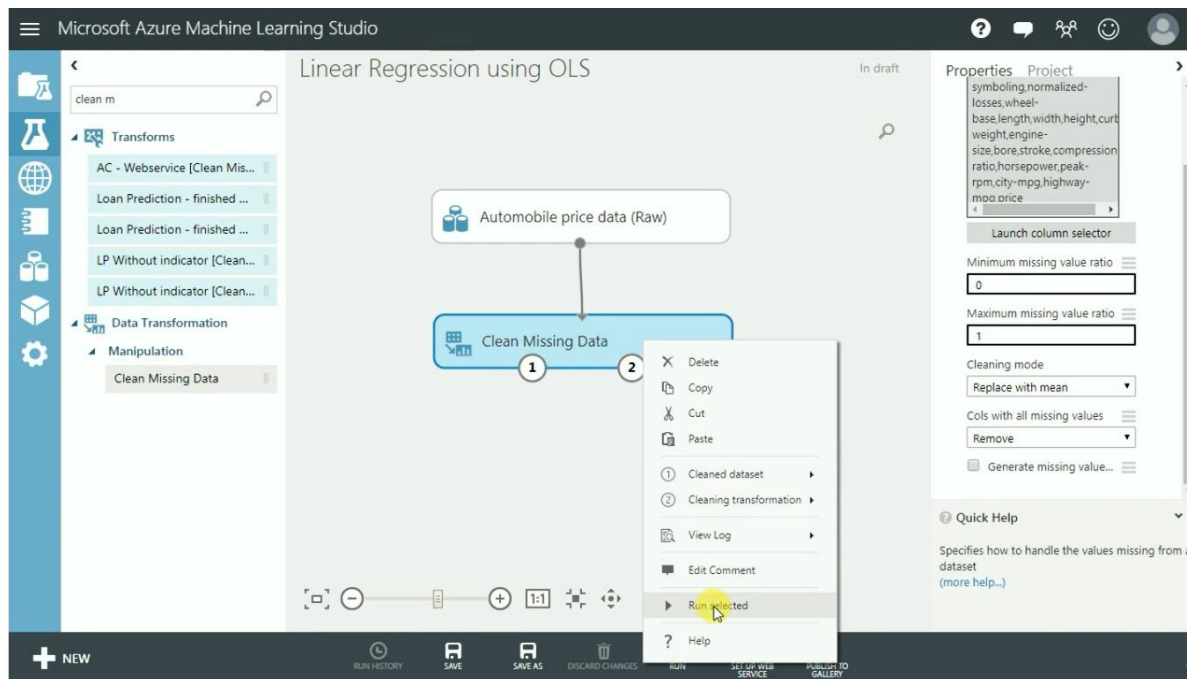 Microsoft Azure Machine Learning Studio
clean m
Transforms
AC - Webservice [Clean Mis...
Loan Prediction - finished ...
Loan Prediction - finished ...
LP Without indicator [Clean...
LP Without indicator [Clean...
Data Transformation
Manipulation
Clean Missing Data
Linear Regression using OLS
In draft
Automobile price data (Raw)
Clean Missing Data
1
2
Delete
Copy
Cut
Paste
1 Cleaned dataset
2 Cleaning transformation
View Log
Edit Comment
Run selected
? Help
1:1
Properties Project
symboling,normalized-
losses,wheel-
base,length,width,height,curb
weight,engine-
size,bore,stroke,compression
ratio,horsepower,peak-
rpm,city-mpg,highway-
mpg,price
Launch column selector
Minimum missing value ratio
0
Maximum missing value ratio
1
Cleaning mode
Replace with mean
Cols with all missing values
Remove
Generate missing value...
Quick Help
Specifies how to handle the values missing from a
dataset
(more help...)
NEW
RUN HISTORY
SAVE
SAVE AS
DISCARD CHANGES
RUN
SET UP WEB
SERVICE
PUBLISH TO
GALLERY